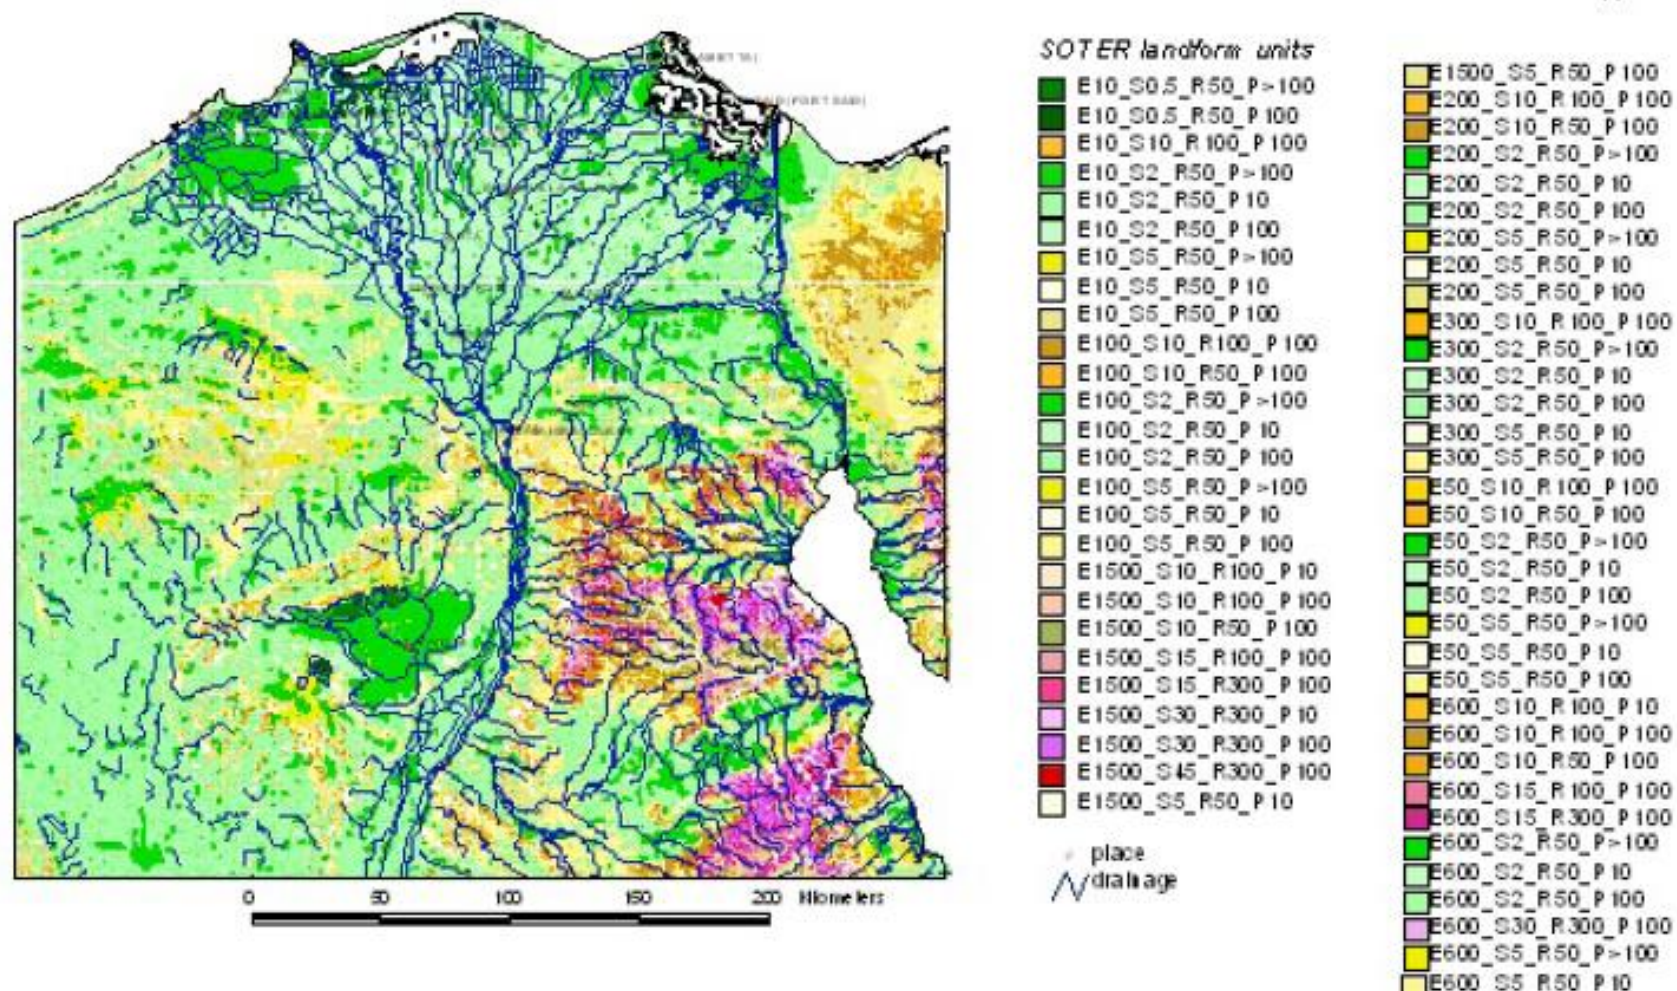 SOTER landform units
E10_S0.5_R50_P>100
E10_S0.5_R50_P100
E10_S10_R100_P100
E10_S2_R50_P>100
E10_S2_R50_P10
E10_S2_R50_P100
E10_S5_R50_P>100
E10_S5_R50_P10
E10_S5_R50_P100
E100_S10_R100_P100
E100_S10_R50_P100
E100_S2_R50_P>100
E100_S2_R50_P10
E100_S2_R50_P100
E100_S5_R50_P>100
E100_S5_R50_P10
E100_S5_R50_P100
E1500_S10_R100_P10
E1500_S10_R100_P100
E1500_S10_R50_P100
E1500_S15_R100_P100
E1500_S15_R300_P100
E1500_S30_R300_P10
E1500_S30_R300_P100
E1500_S45_R300_P100
E1500_S5_R50_P10
place
drainage
E1500_S5_R50_P100
E200_S10_R100_P100
E200_S10_R50_P100
E200_S2_R50_P>100
E200_S2_R50_P10
E200_S2_R50_P100
E200_S5_R50_P>100
E200_S5_R50_P10
E200_S5_R50_P100
E300_S10_R100_P100
E300_S2_R50_P>100
E300_S2_R50_P10
E300_S2_R50_P100
E300_S5_R50_P10
E300_S5_R50_P100
E50_S10_R100_P100
E50_S10_R50_P100
E50_S2_R50_P>100
E50_S2_R50_P10
E50_S2_R50_P100
E50_S5_R50_P>100
E50_S5_R50_P10
E50_S5_R50_P100
E600_S10_R100_P10
E600_S10_R100_P100
E600_S10_R50_P100
E600_S15_R100_P100
E600_S15_R300_P100
E600_S2_R50_P>100
E600_S2_R50_P10
E600_S2_R50_P100
E600_S30_R300_P100
E600_S5_R50_P>100
E600_S5_R50_P10
0 50 100 150 200 Kilometers